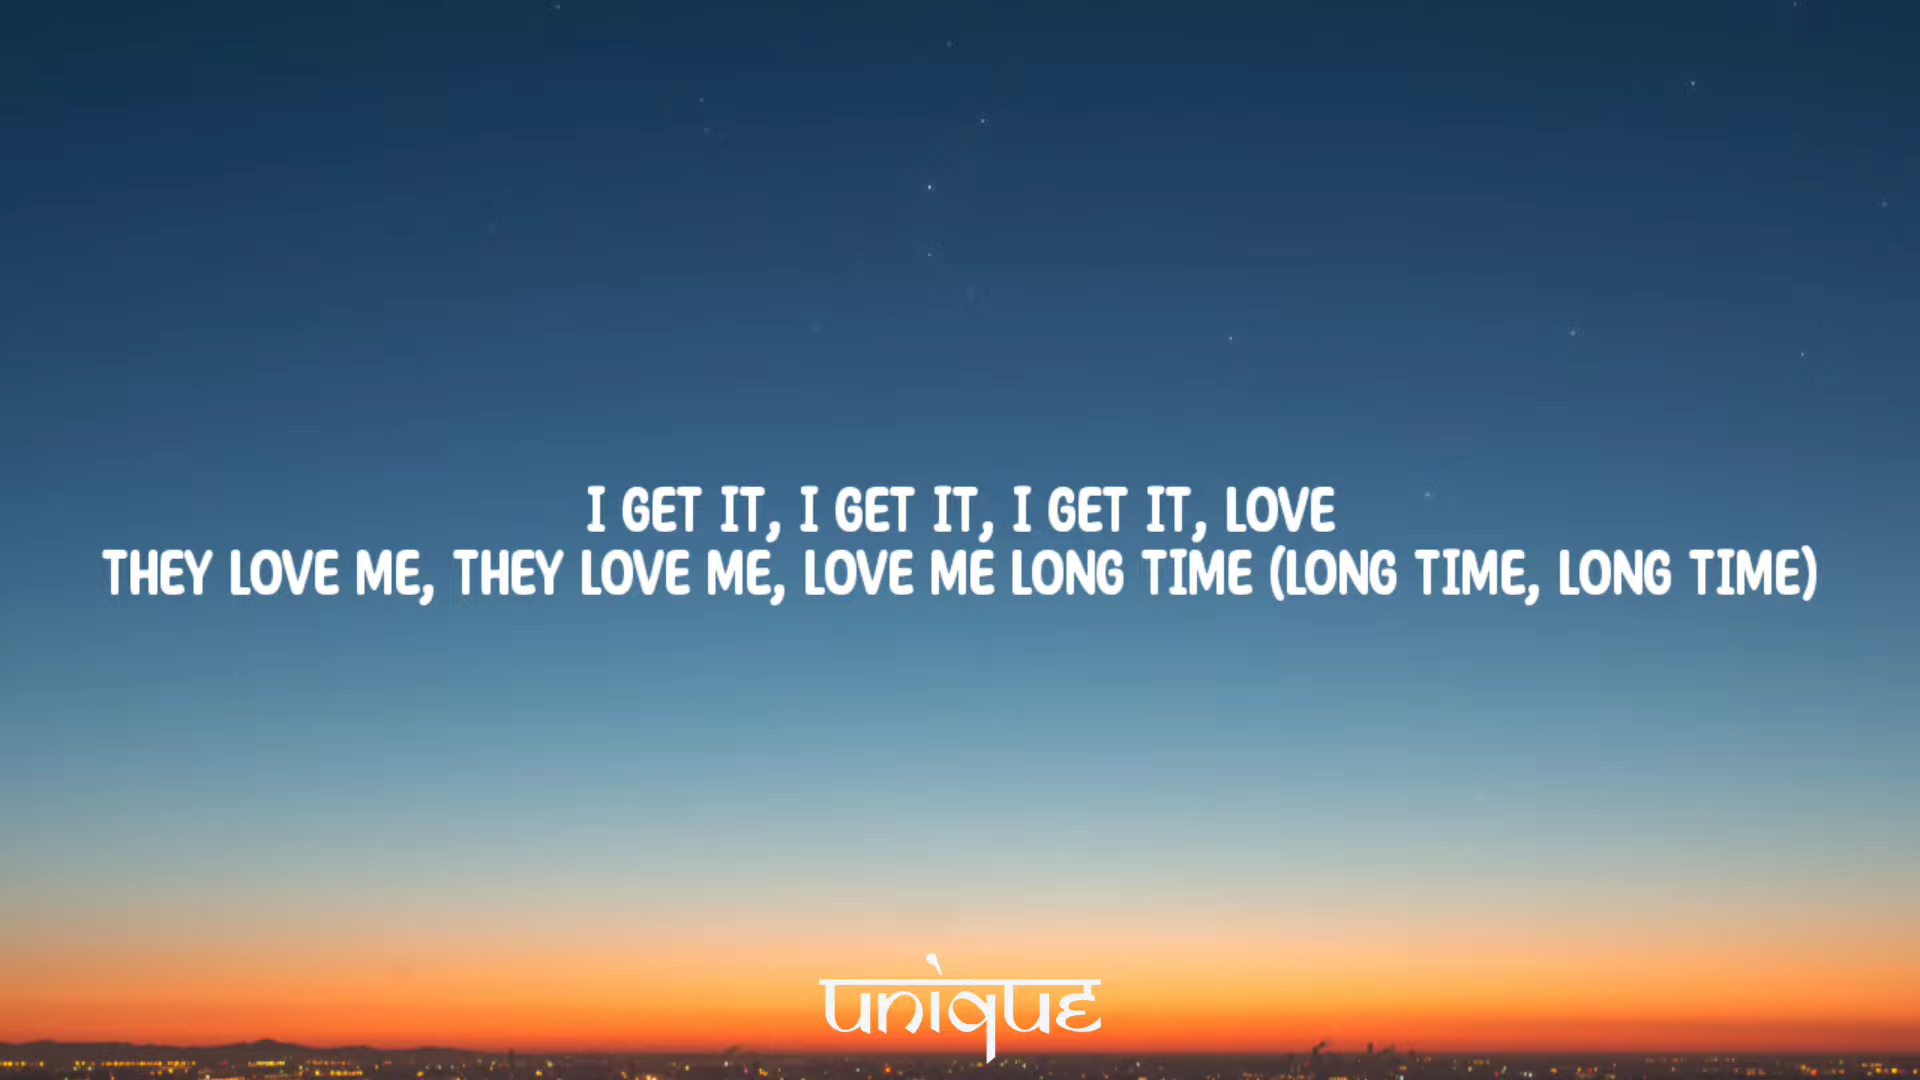 I GET IT, I GET IT, I GET IT, LOVE
THEY LOVE ME, THEY LOVE ME, LOVE ME LONG TIME (LONG TIME, LONG TIME)
unique